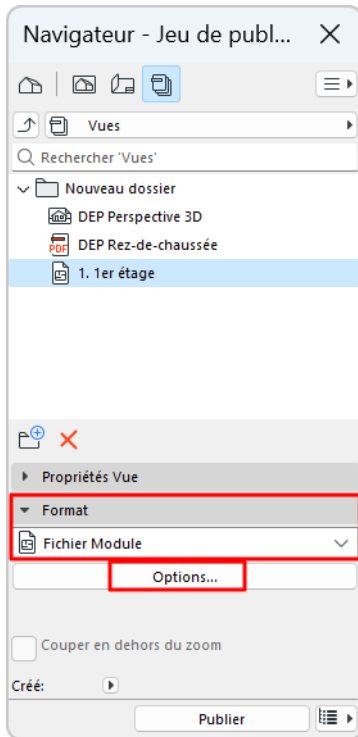 Navigateur - Jeu de publ...
Vues
Rechercher 'Vues'
Nouveau dossier
DEP Perspective 3D
PDF DEP Rez-de-chaussée
1. 1er étage
Propriétés Vue
Format
Fichier Module
Options...
Couper en dehors du zoom
Créé:
Publier